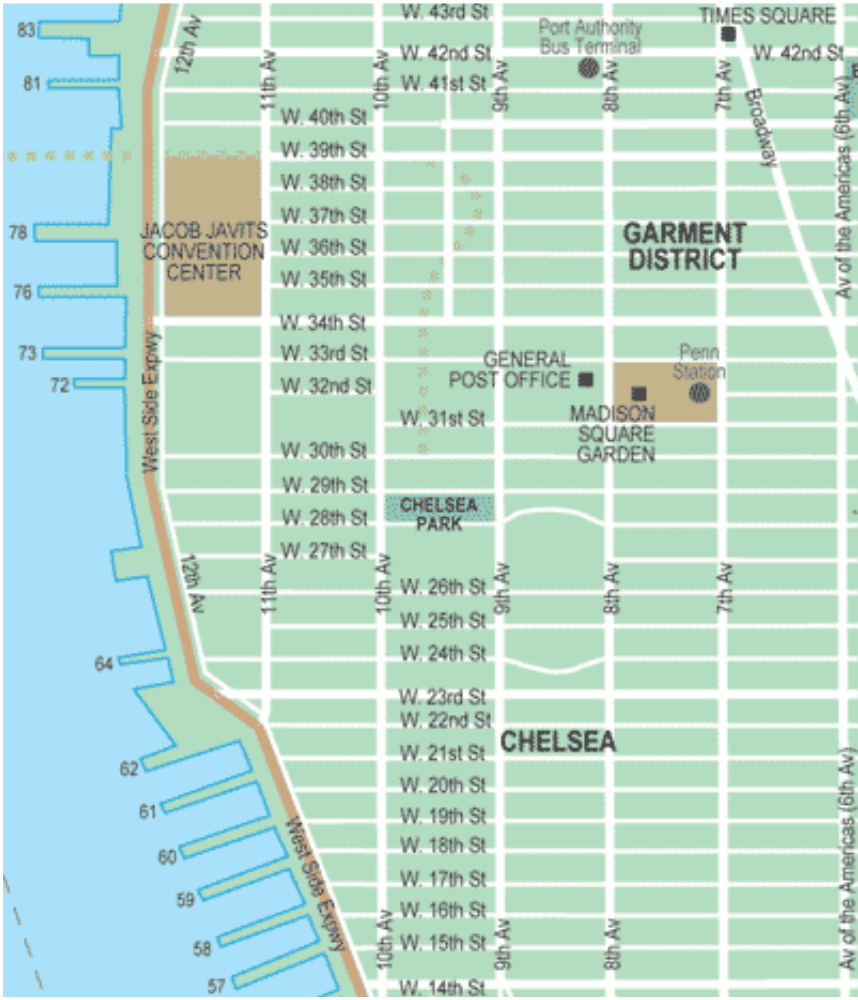 W. 43rd St
TIMES SQUARE
83
Port Authority
Bus Terminal
12th Av
W. 42nd St
W. 42nd St
81
W. 41st St
11th Av
10th Av
9th Av
8th Av
7th Av
Broadway
Av of the Americas (6th Av)
W. 40th St
W. 39th St
W. 38th St
W. 37th St
78
JACOB JAVITS
CONVENTION
CENTER
GARMENT
DISTRICT
W. 36th St
W. 35th St
76
W. 34th St
73
W. 33rd St
GENERAL
POST OFFICE
Penn
Station
72
W. 32nd St
West Side Expwy
W. 31st St
MADISON
SQUARE
GARDEN
W. 30th St
W. 29th St
CHELSEA
PARK
W. 28th St
W. 27th St
12th Av
11th Av
10th Av
9th Av
8th Av
7th Av
W. 26th St
W. 25th St
W. 24th St
64
W. 23rd St
W. 22nd St
CHELSEA
W. 21st St
62
W. 20th St
61
W. 19th St
West Side Expwy
W. 18th St
60
W. 17th St
59
W. 16th St
58
W. 15th St
10th Av
9th Av
8th Av
Av of the Americas (6th Av)
57
W. 14th St